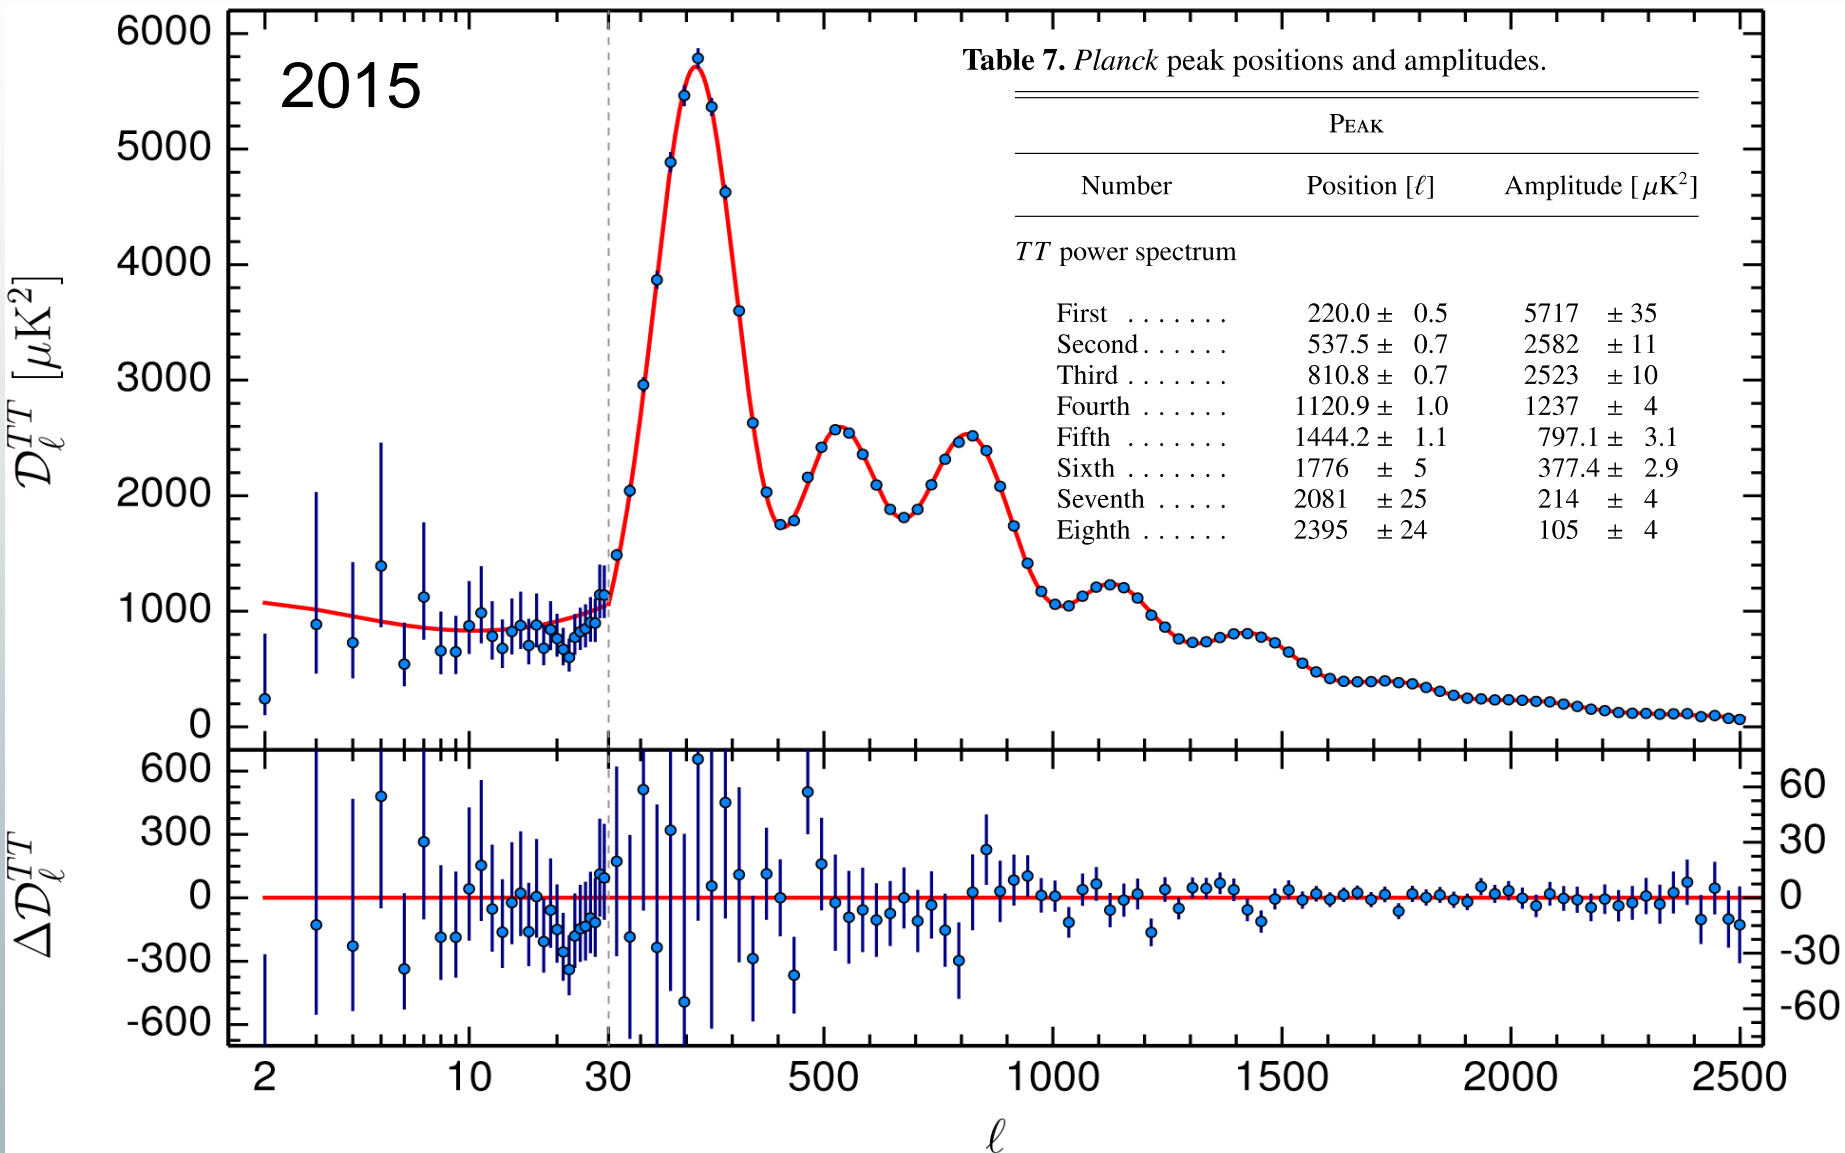 6000
5000
4000
3000
2000
1000
0
𝒟ℓ^TT [μK²]
2015
Table 7. Planck peak positions and amplitudes.
PEAK
Number Position [ℓ] Amplitude [μK²]
TT power spectrum
First . . . . . . . 220.0 ± 0.5 5717 ± 35
Second . . . . . . 537.5 ± 0.7 2582 ± 11
Third . . . . . . . 810.8 ± 0.7 2523 ± 10
Fourth . . . . . . 1120.9 ± 1.0 1237 ± 4
Fifth . . . . . . . 1444.2 ± 1.1 797.1 ± 3.1
Sixth . . . . . . . 1776 ± 5 377.4 ± 2.9
Seventh . . . . . 2081 ± 25 214 ± 4
Eighth . . . . . . 2395 ± 24 105 ± 4
600
300
0
-300
-600
Δ𝒟ℓ^TT
60
30
0
-30
-60
2 10 30 500 1000 1500 2000 2500
ℓ